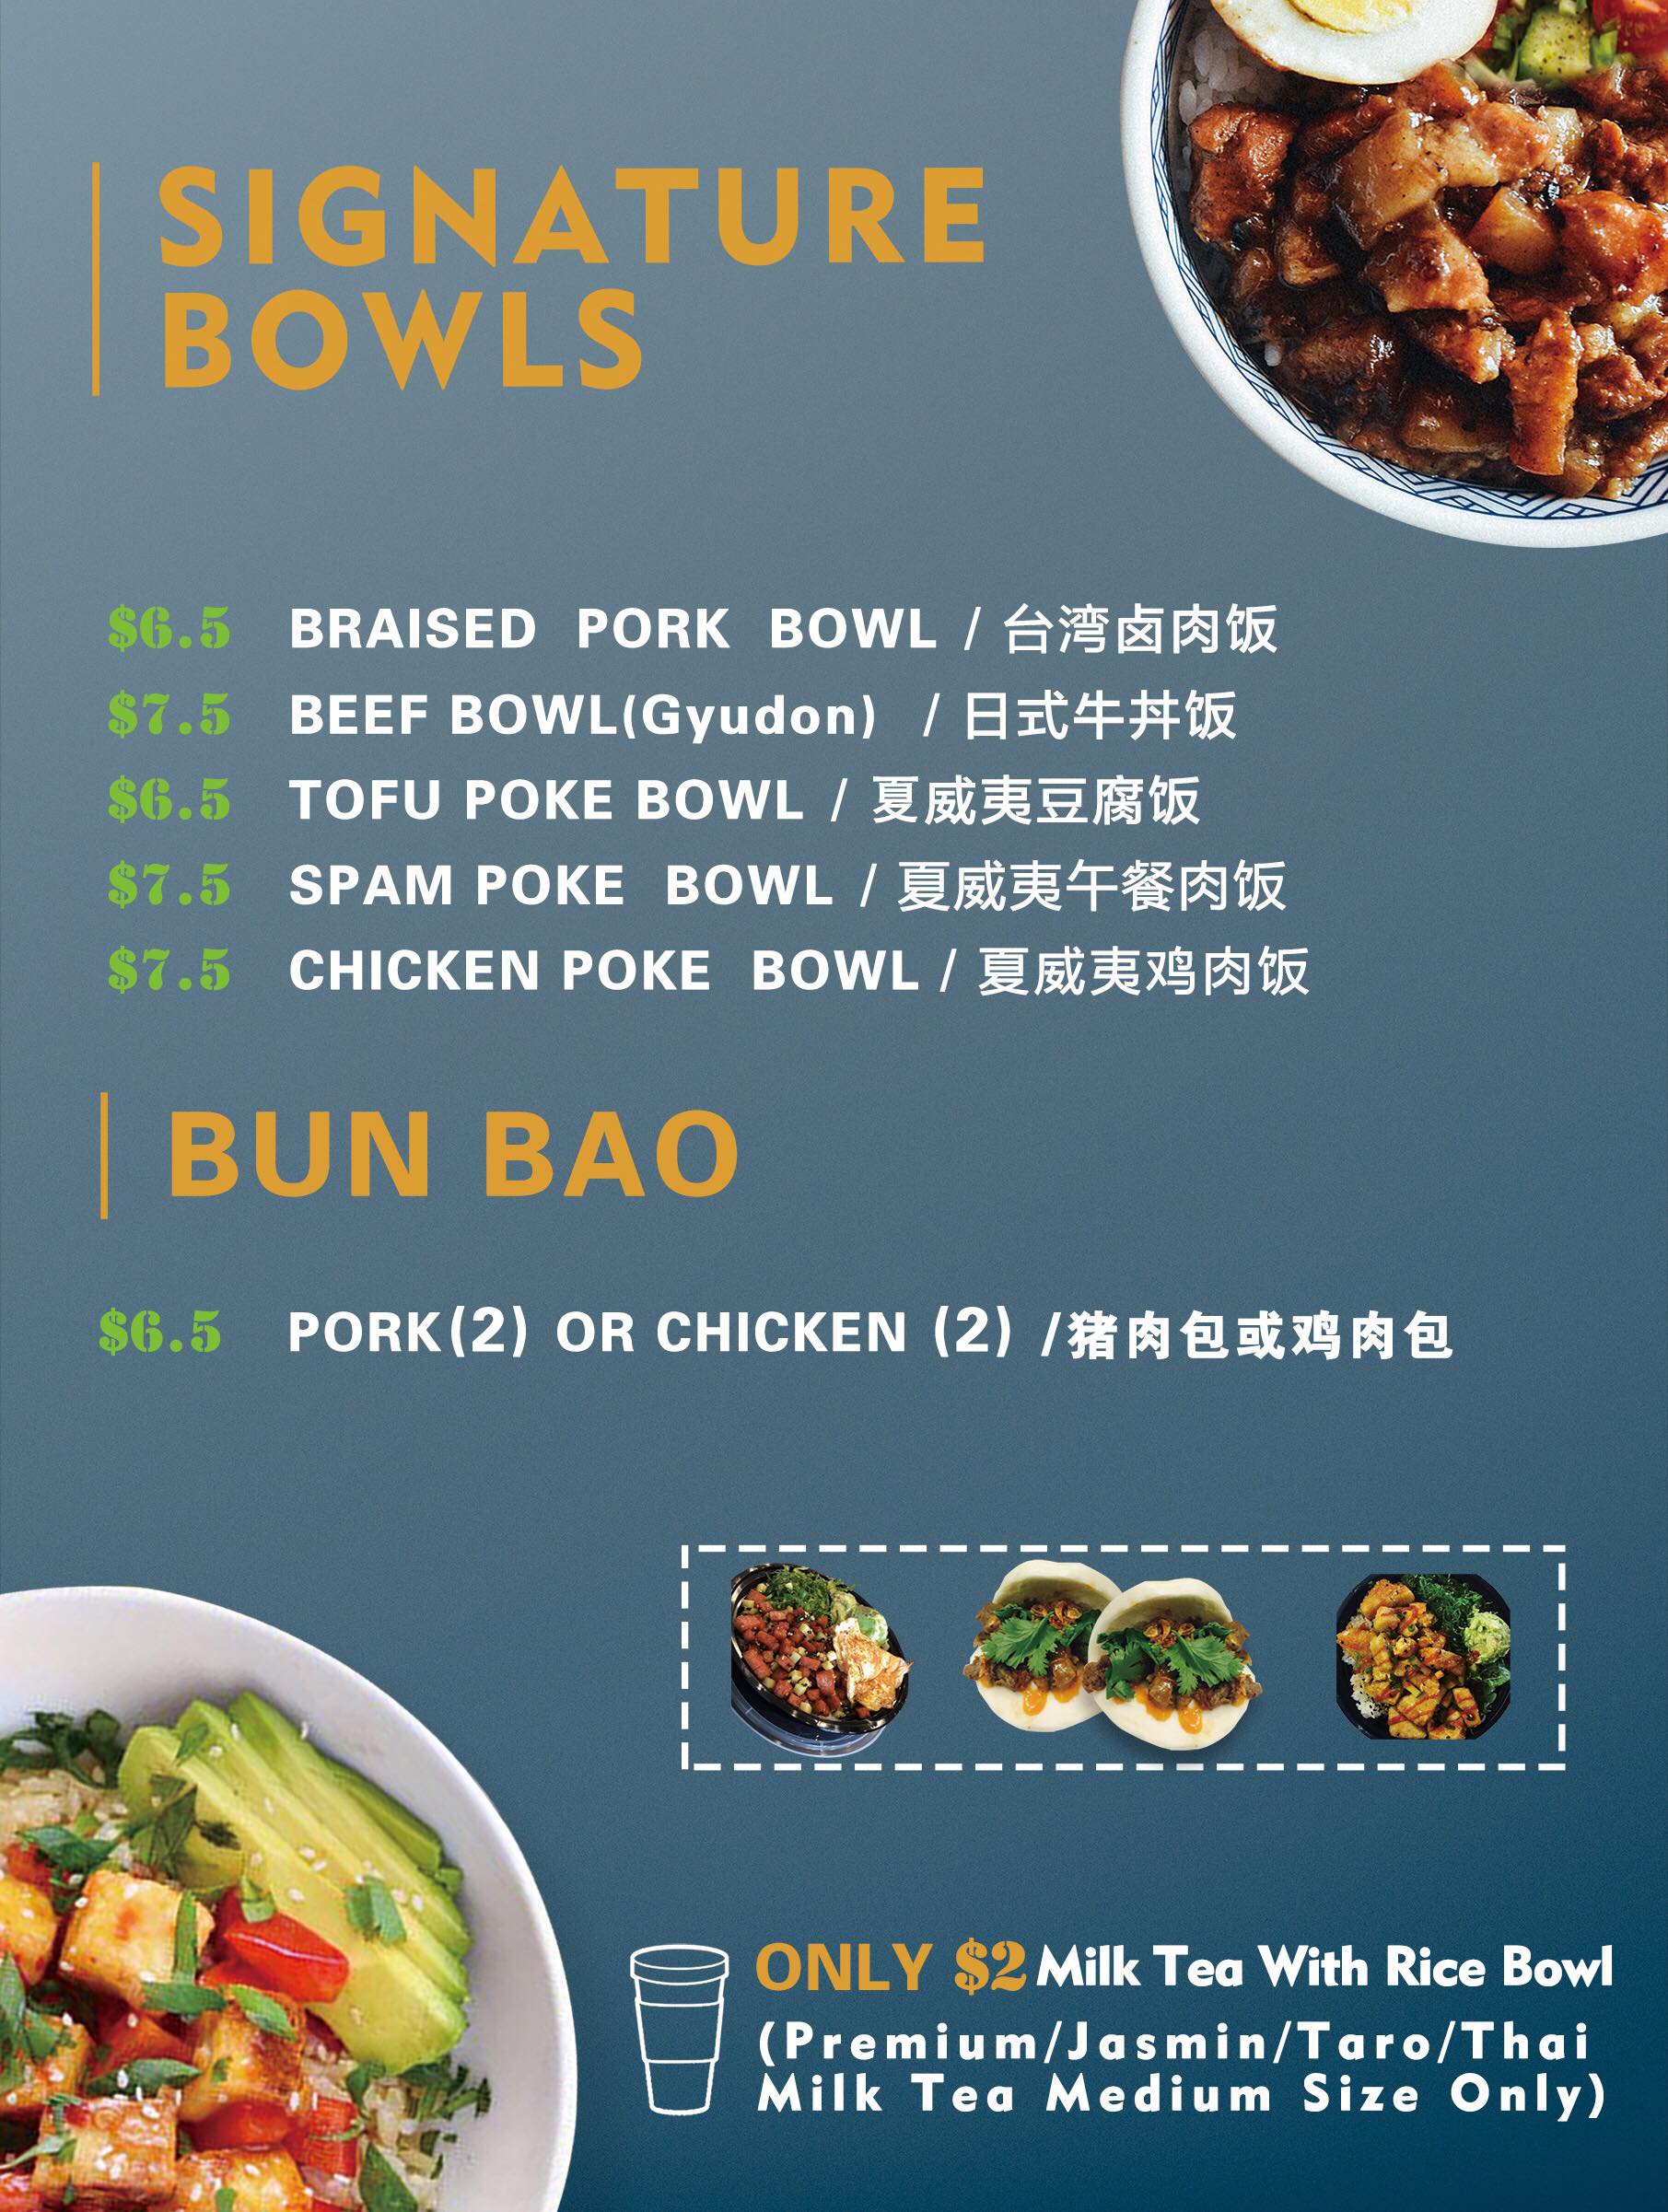 SIGNATURE
BOWLS
$6.5 BRAISED PORK BOWL / 台湾卤肉饭
$7.5 BEEF BOWL(Gyudon) / 日式牛丼饭
$6.5 TOFU POKE BOWL / 夏威夷豆腐饭
$7.5 SPAM POKE BOWL / 夏威夷午餐肉饭
$7.5 CHICKEN POKE BOWL / 夏威夷鸡肉饭
BUN BAO
$6.5 PORK(2) OR CHICKEN (2) /猪肉包或鸡肉包
ONLY $2 Milk Tea With Rice Bowl
(Premium/Jasmin/Taro/Thai
Milk Tea Medium Size Only)